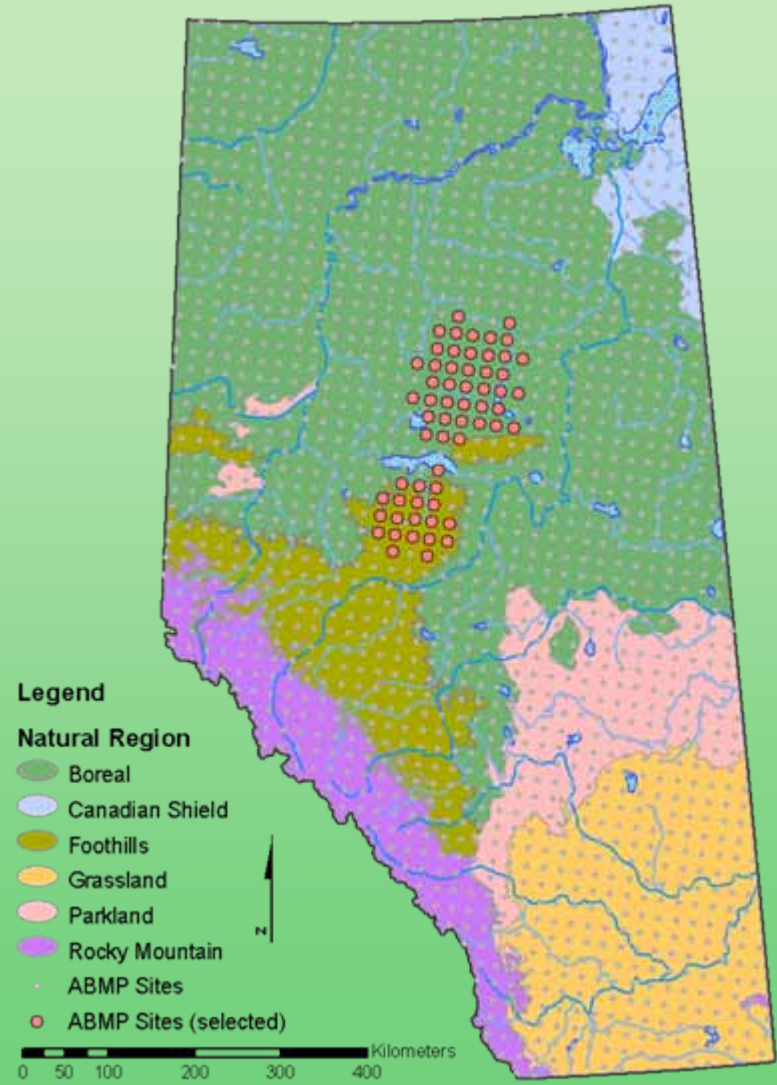 Legend
Natural Region
Boreal
Canadian Shield
Foothills
Grassland
Parkland
Rocky Mountain
ABMP Sites
ABMP Sites (selected)
N
Kilometers
0 50 100 200 300 400